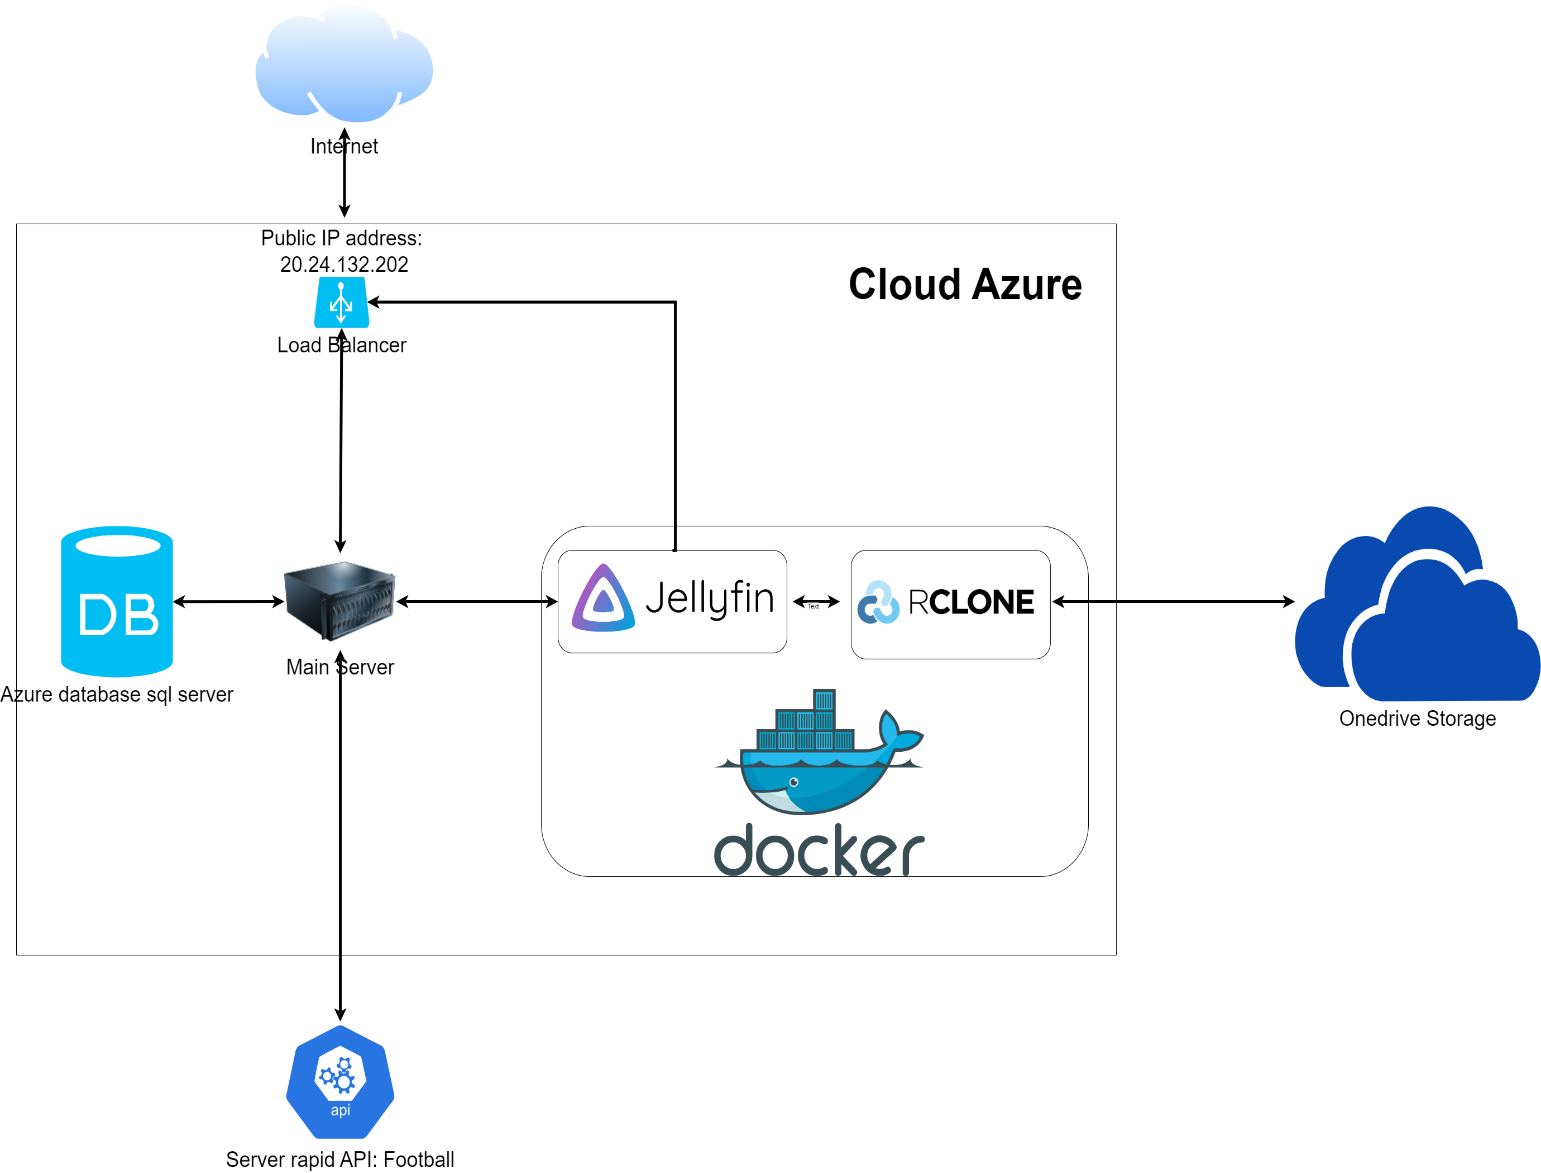 Internet
Public IP address:
20.24.132.202
Cloud Azure
Load Balancer
DB
Jellyfin
Text
RCLONE
Main Server
Azure database sql server
Onedrive Storage
docker
api
Server rapid API: Football